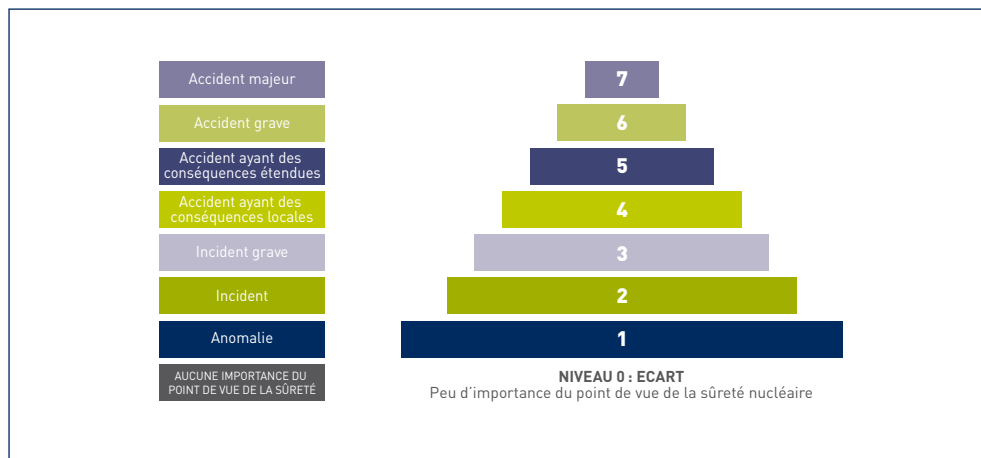 Accident majeur
7
Accident grave
6
Accident ayant des
conséquences étendues
5
Accident ayant des
conséquences locales
4
Incident grave
3
Incident
2
Anomalie
1
AUCUNE IMPORTANCE DU
POINT DE VUE DE LA SÛRETÉ
NIVEAU 0 : ECART
Peu d'importance du point de vue de la sûreté nucléaire